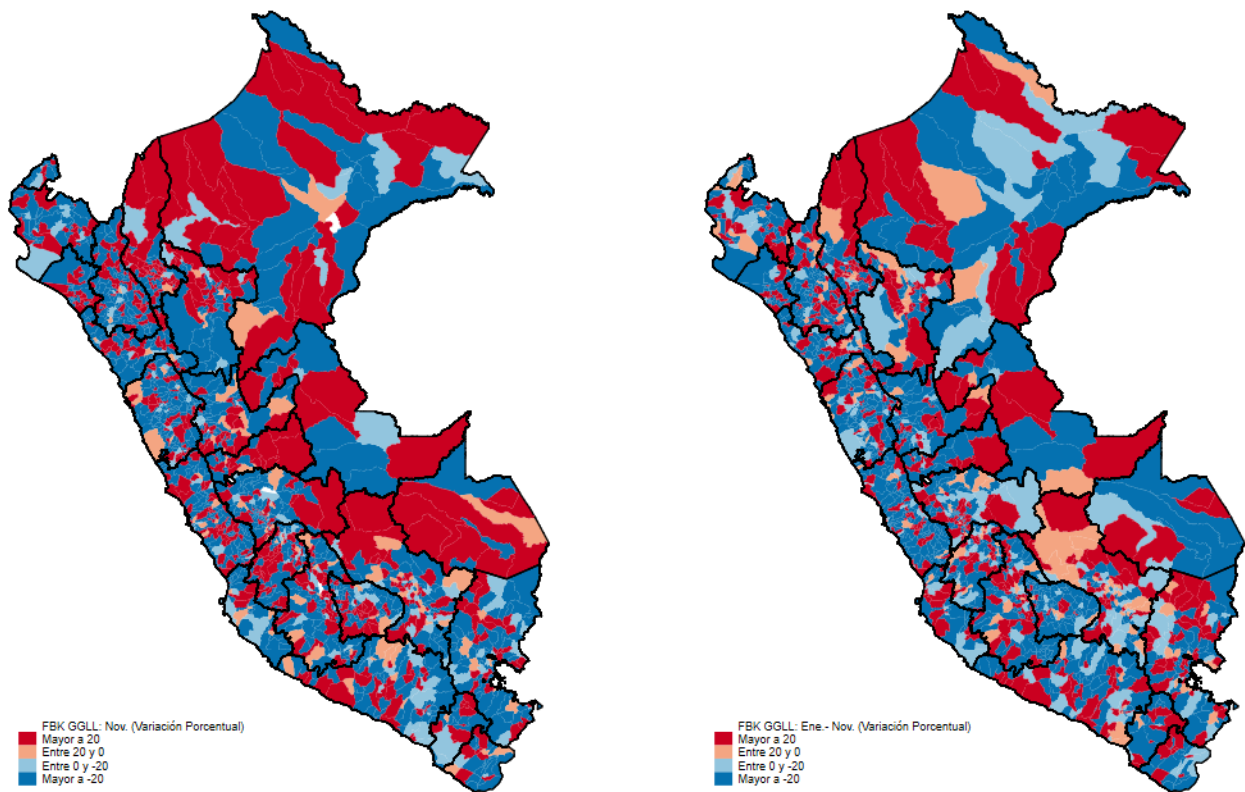 FBK GGLL: Nov. (Variación Porcentual)
Mayor a 20
Entre 20 y 0
Entre 0 y -20
Mayor a -20
FBK GGLL: Ene.- Nov. (Variación Porcentual)
Mayor a 20
Entre 20 y 0
Entre 0 y -20
Mayor a -20